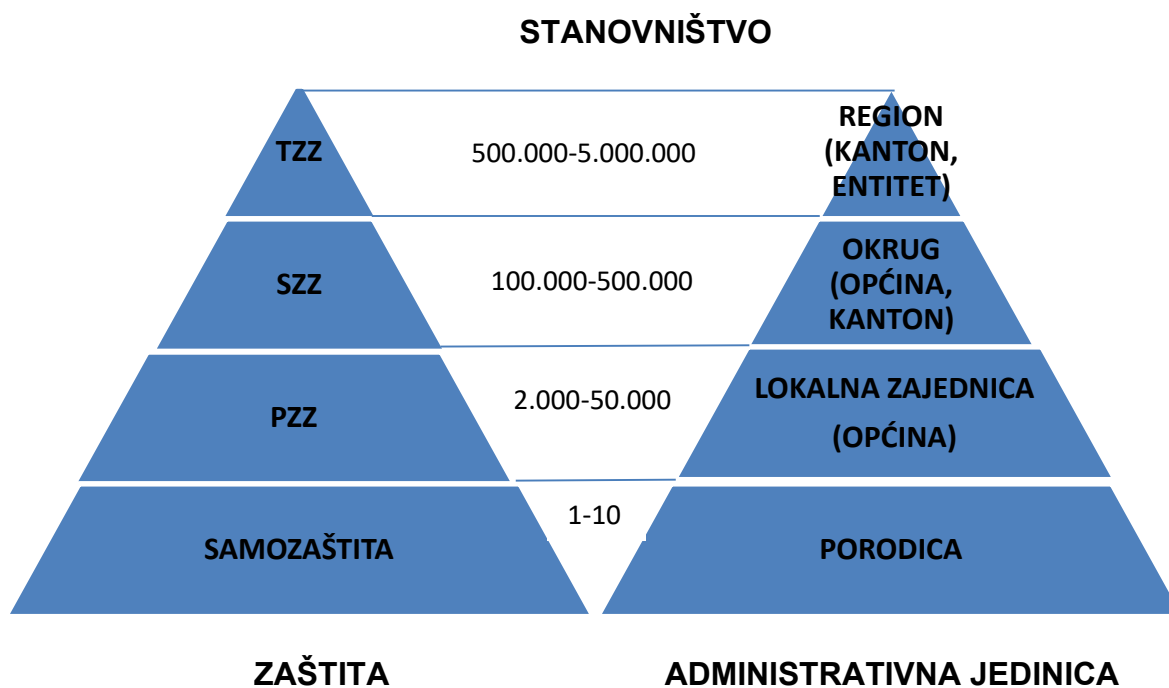 STANOVNIŠTVO
TZZ
500.000-5.000.000
REGION
(KANTON,
ENTITET)
SZZ
100.000-500.000
OKRUG
(OPĆINA,
KANTON)
PZZ
2.000-50.000
LOKALNA ZAJEDNICA
(OPĆINA)
SAMOZAŠTITA
1-10
PORODICA
ZAŠTITA
ADMINISTRATIVNA JEDINICA